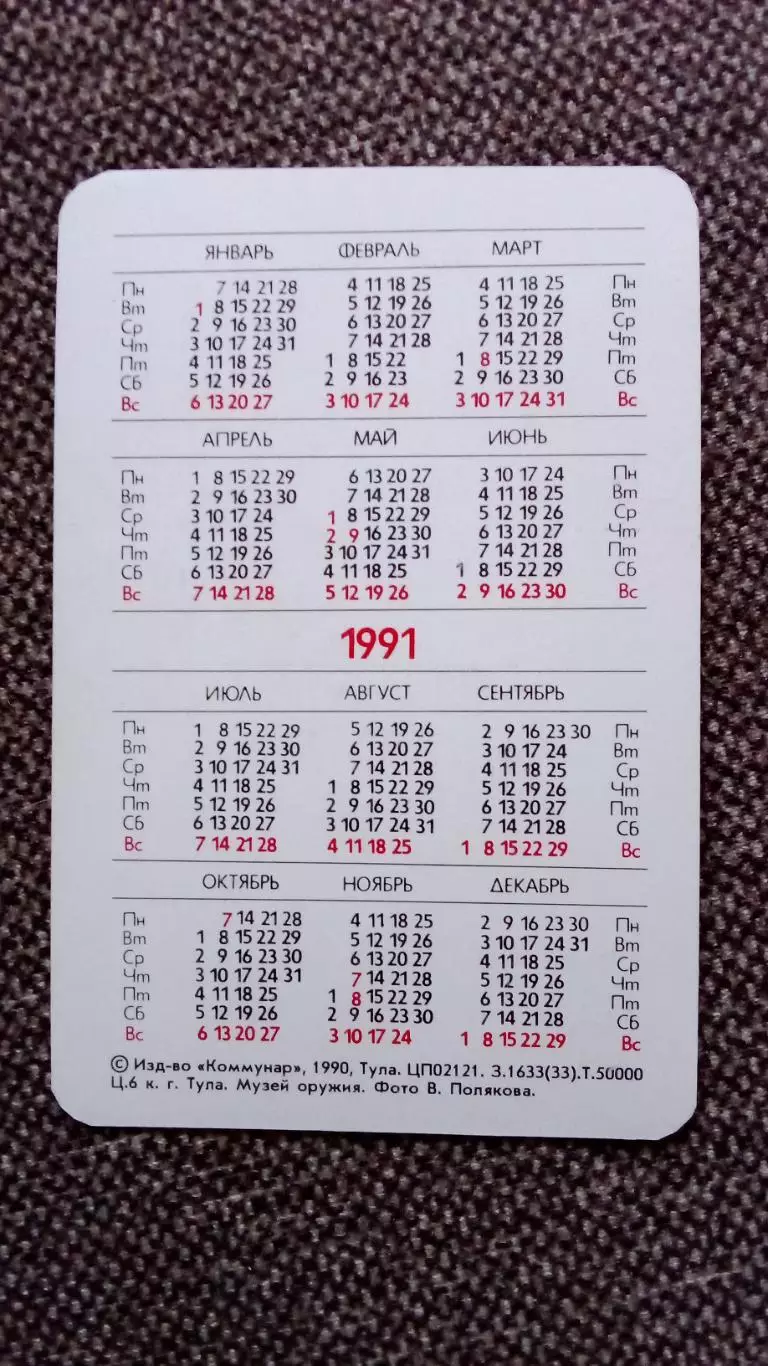 ЯНВАРЬ ФЕВРАЛЬ МАРТ
Пн 7 14 21 28 4 11 18 25 4 11 18 25 Пн
Вт 1 8 15 22 29 5 12 19 26 5 12 19 26 Вт
Ср 2 9 16 23 30 6 13 20 27 6 13 20 27 Ср
Чт 3 10 17 24 31 7 14 21 28 7 14 21 28 Чт
Пт 4 11 18 25 1 8 15 22 1 8 15 22 29 Пт
Сб 5 12 19 26 2 9 16 23 2 9 16 23 30 Сб
Вс 6 13 20 27 3 10 17 24 3 10 17 24 31 Вс
АПРЕЛЬ МАЙ ИЮНЬ
Пн 1 8 15 22 29 6 13 20 27 3 10 17 24 Пн
Вт 2 9 16 23 30 7 14 21 28 4 11 18 25 Вт
Ср 3 10 17 24 1 8 15 22 29 5 12 19 26 Ср
Чт 4 11 18 25 2 9 16 23 30 6 13 20 27 Чт
Пт 5 12 19 26 3 10 17 24 31 7 14 21 28 Пт
Сб 6 13 20 27 4 11 18 25 1 8 15 22 29 Сб
Вс 7 14 21 28 5 12 19 26 2 9 16 23 30 Вс
1991
ИЮЛЬ АВГУСТ СЕНТЯБРЬ
Пн 1 8 15 22 29 5 12 19 26 2 9 16 23 30 Пн
Вт 2 9 16 23 30 6 13 20 27 3 10 17 24 Вт
Ср 3 10 17 24 31 7 14 21 28 4 11 18 25 Ср
Чт 4 11 18 25 1 8 15 22 29 5 12 19 26 Чт
Пт 5 12 19 26 2 9 16 23 30 6 13 20 27 Пт
Сб 6 13 20 27 3 10 17 24 31 7 14 21 28 Сб
Вс 7 14 21 28 4 11 18 25 1 8 15 22 29 Вс
ОКТЯБРЬ НОЯБРЬ ДЕКАБРЬ
Пн 7 14 21 28 4 11 18 25 2 9 16 23 30 Пн
Вт 1 8 15 22 29 5 12 19 26 3 10 17 24 31 Вт
Ср 2 9 16 23 30 6 13 20 27 4 11 18 25 Ср
Чт 3 10 17 24 31 7 14 21 28 5 12 19 26 Чт
Пт 4 11 18 25 1 8 15 22 29 6 13 20 27 Пт
Сб 5 12 19 26 2 9 16 23 30 7 14 21 28 Сб
Вс 6 13 20 27 3 10 17 24 1 8 15 22 29 Вс
© Изд-во «Коммунар», 1990, Тула. ЦП02121. З.1633(33).Т.50000
Ц.6 к. г. Тула. Музей оружия. Фото В. Полякова.